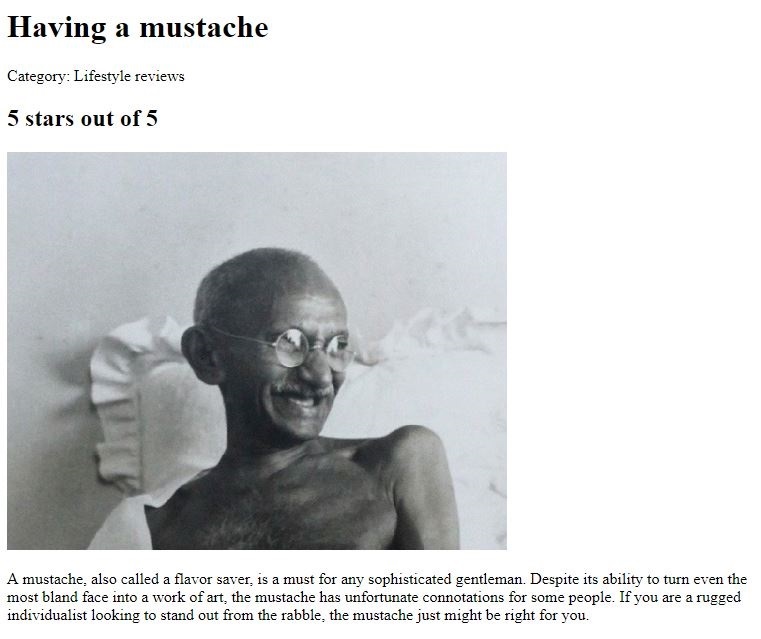 Having a mustache
Category: Lifestyle reviews
5 stars out of 5
A mustache, also called a flavor saver, is a must for any sophisticated gentleman. Despite its ability to turn even the
most bland face into a work of art, the mustache has unfortunate connotations for some people. If you are a rugged
individualist looking to stand out from the rabble, the mustache just might be right for you.